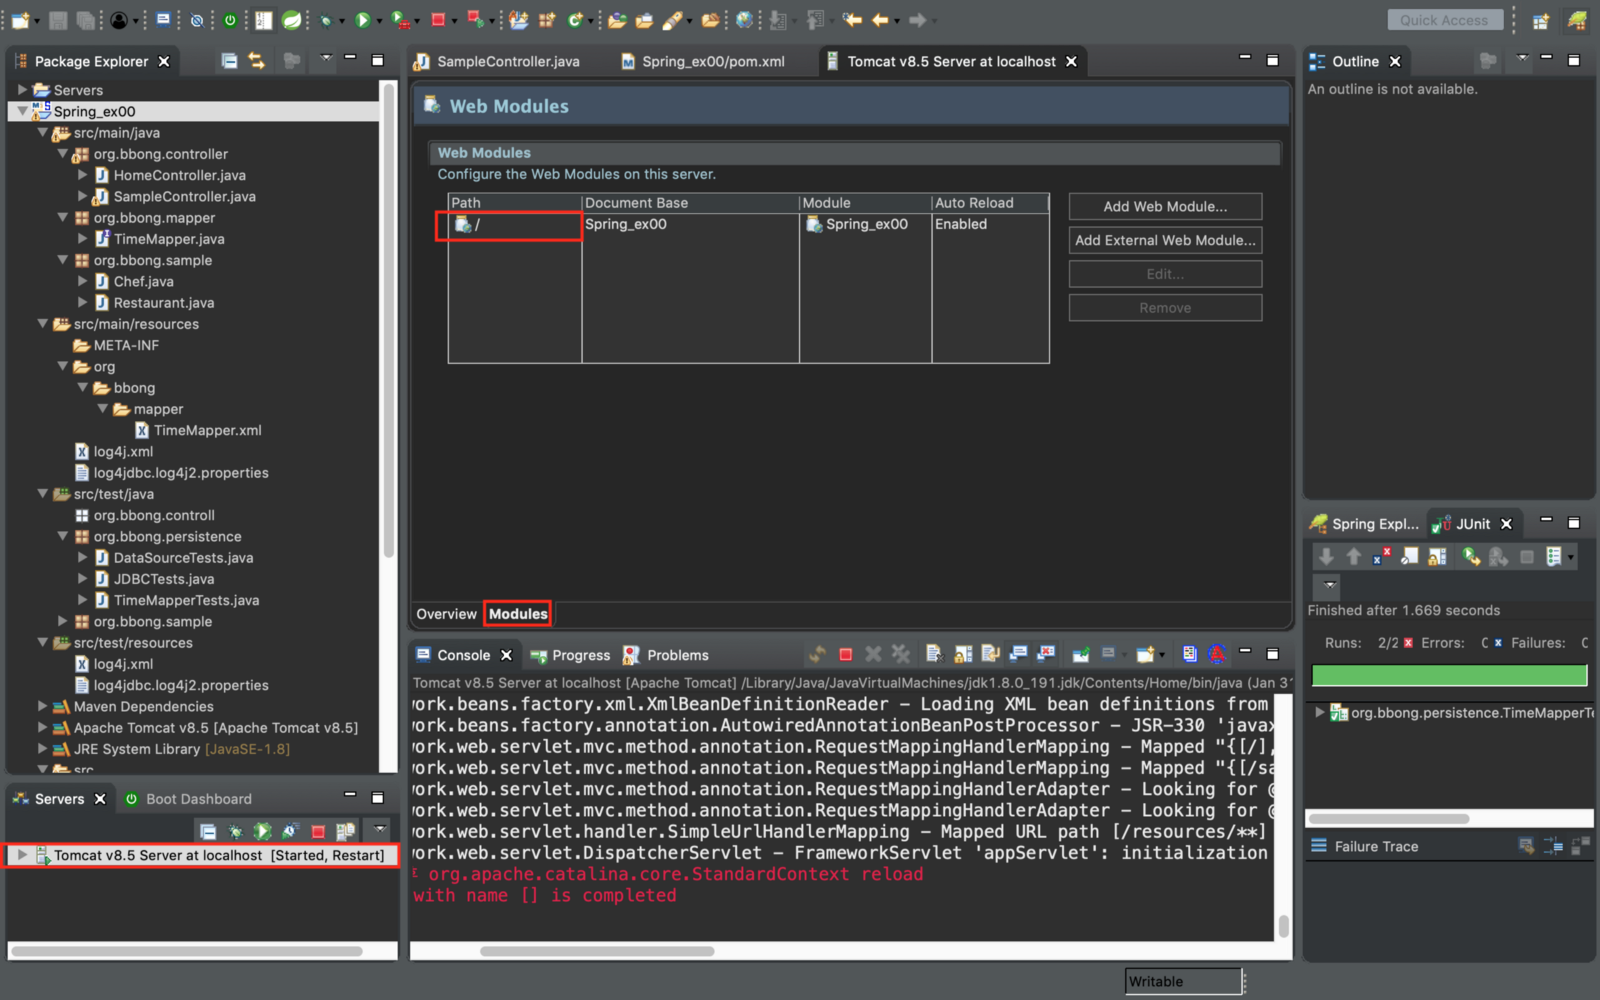 Quick Access
Package Explorer
Servers
Spring_ex00
src/main/java
org.bbong.controller
HomeController.java
SampleController.java
org.bbong.mapper
TimeMapper.java
org.bbong.sample
Chef.java
Restaurant.java
src/main/resources
META-INF
org
bbong
mapper
TimeMapper.xml
log4j.xml
log4jdbc.log4j2.properties
src/test/java
org.bbong.controll
org.bbong.persistence
DataSourceTests.java
JDBCTests.java
TimeMapperTests.java
org.bbong.sample
src/test/resources
log4j.xml
log4jdbc.log4j2.properties
Maven Dependencies
Apache Tomcat v8.5 [Apache Tomcat v8.5]
JRE System Library [JavaSE-1.8]
src
Servers Boot Dashboard
Tomcat v8.5 Server at localhost [Started, Restart]
SampleController.java Spring_ex00/pom.xml Tomcat v8.5 Server at localhost
Web Modules
Web Modules
Configure the Web Modules on this server.
Path Document Base Module Auto Reload
/ Spring_ex00 Spring_ex00 Enabled
Add Web Module...
Add External Web Module...
Edit...
Remove
Overview Modules
Console Progress Problems
Tomcat v8.5 Server at localhost [Apache Tomcat] /Library/Java/JavaVirtualMachines/jdk1.8.0_191.jdk/Contents/Home/bin/java (Jan 31
work.beans.factory.xml.XmlBeanDefinitionReader - Loading XML bean definitions from
work.beans.factory.annotation.AutowiredAnnotationBeanPostProcessor - JSR-330 'javax
work.web.servlet.mvc.method.annotation.RequestMappingHandlerMapping - Mapped "{[/],
work.web.servlet.mvc.method.annotation.RequestMappingHandlerMapping - Mapped "{[/sa
work.web.servlet.mvc.method.annotation.RequestMappingHandlerAdapter - Looking for @
work.web.servlet.mvc.method.annotation.RequestMappingHandlerAdapter - Looking for @
work.web.servlet.handler.SimpleUrlHandlerMapping - Mapped URL path [/resources/**]
work.web.servlet.DispatcherServlet - FrameworkServlet 'appServlet': initialization
org.apache.catalina.core.StandardContext reload
with name [] is completed
Outline
An outline is not available.
Spring Expl... JUnit
Finished after 1.669 seconds
Runs: 2/2 Errors: 0 Failures: 0
org.bbong.persistence.TimeMapperTe
Failure Trace
Writable